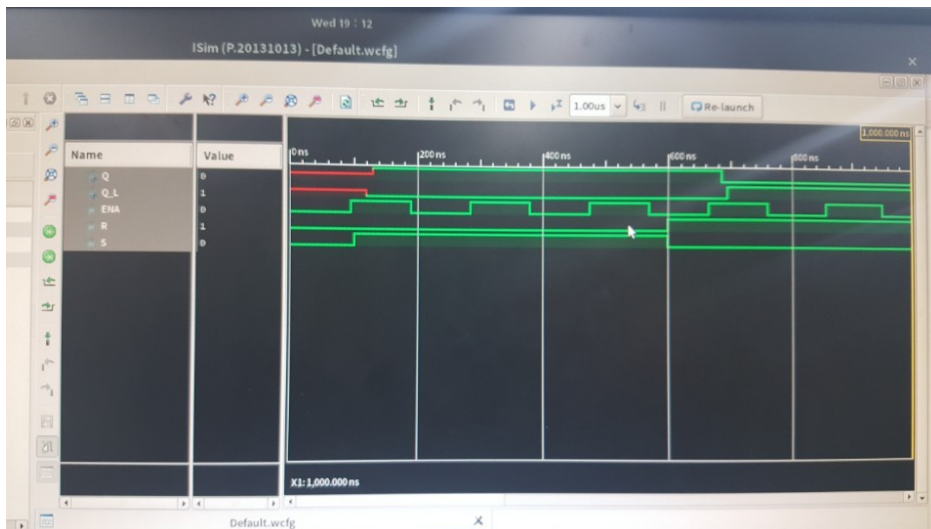 Wed 19 : 12
ISim (P.20131013) - [Default.wcfg]
1.00us
Re-launch
1,000.000 ns
Name
Value
0 ns
200 ns
400 ns
600 ns
800 ns
Q
0
Q_L
1
ENA
0
R
1
S
0
X1: 1,000.000 ns
Default.wcfg